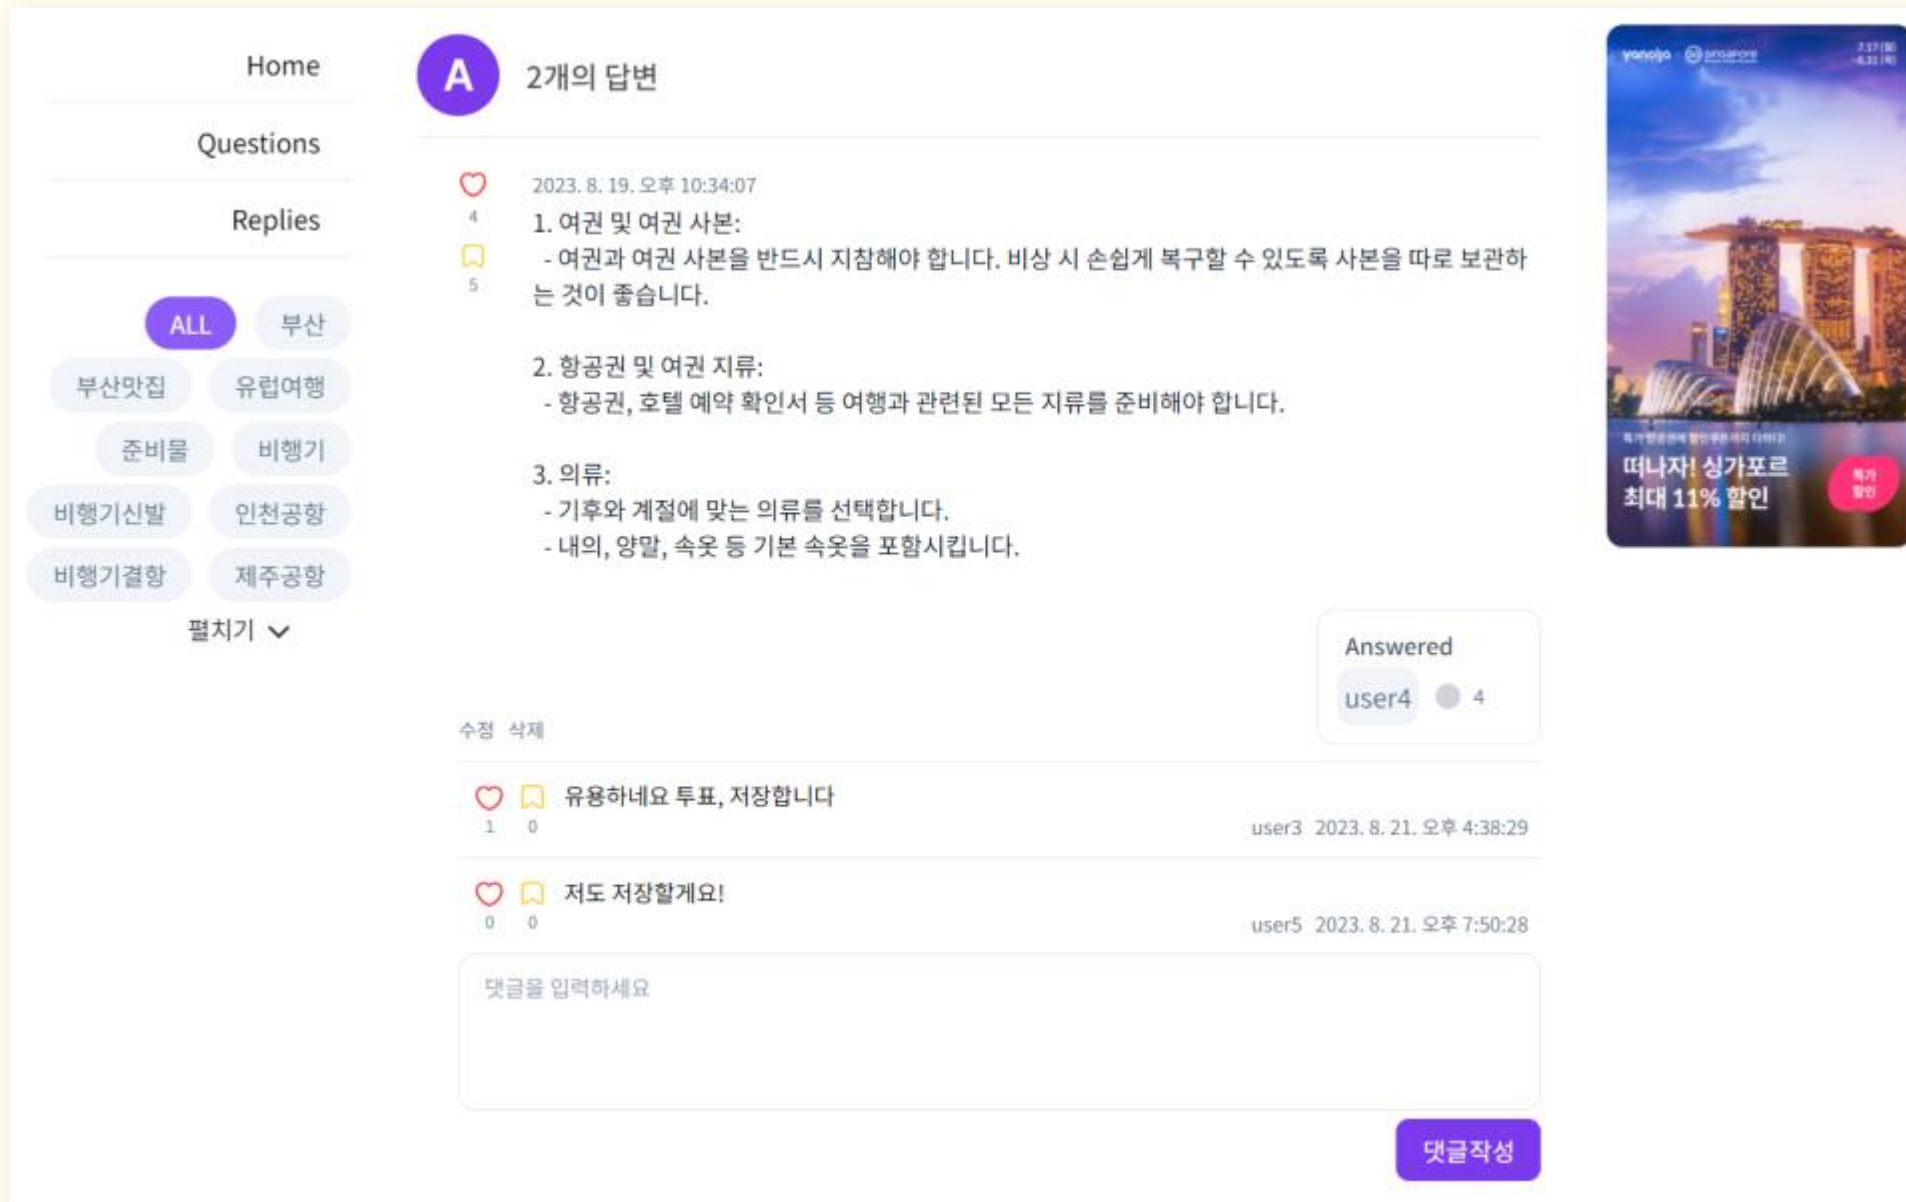 Home
Questions
Replies
ALL 부산
부산맛집 유럽여행
준비물 비행기
비행기신발 인천공항
비행기결항 제주공항
펼치기
A 2개의 답변
2023. 8. 19. 오후 10:34:07
4
5
1. 여권 및 여권 사본:
- 여권과 여권 사본을 반드시 지참해야 합니다. 비상 시 손쉽게 복구할 수 있도록 사본을 따로 보관하
는 것이 좋습니다.
2. 항공권 및 여권 지류:
- 항공권, 호텔 예약 확인서 등 여행과 관련된 모든 지류를 준비해야 합니다.
3. 의류:
- 기후와 계절에 맞는 의류를 선택합니다.
- 내의, 양말, 속옷 등 기본 속옷을 포함시킵니다.
Answered
user4 4
수정 삭제
유용하네요 투표, 저장합니다
1 0
user3 2023. 8. 21. 오후 4:38:29
저도 저장할게요!
0 0
user5 2023. 8. 21. 오후 7:50:28
댓글을 입력하세요
댓글작성
yanolja
떠나자! 싱가포르
최대 11% 할인
특가
할인